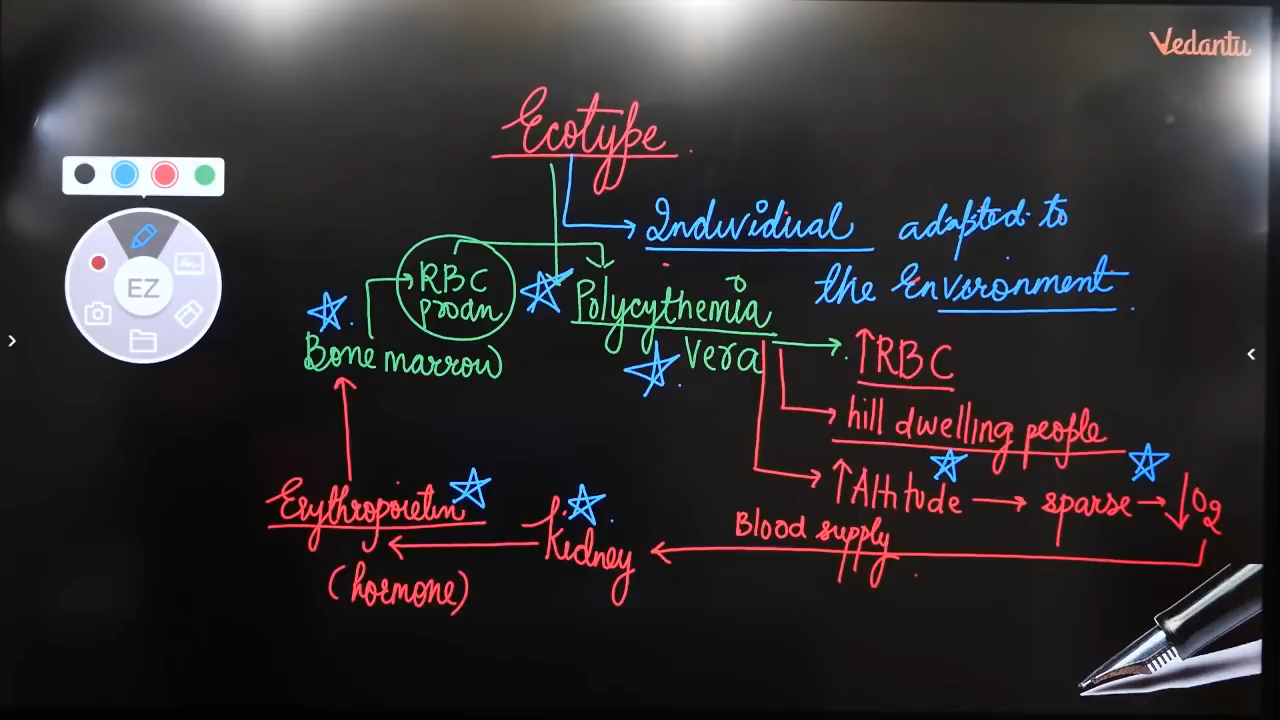 Vedantu
Ecotype
Individual adapted to
the Environment
RBC
prodn
Polycythemia
Vera
Bone marrow
↑RBC
hill dwelling people
↑Altitude → sparse → ↓O2
Blood supply
Erythropoietin
Kidney
(hormone)
EZ